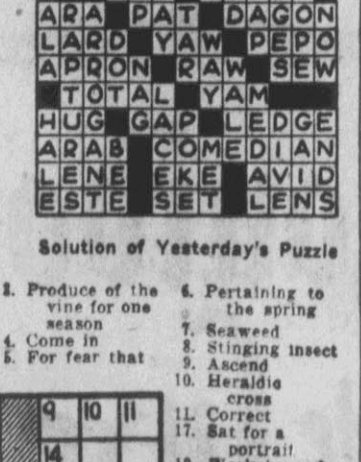 ARA PAT DAGON
LARD YAW PEPO
APRON RAW SEW
TOTAL YAM
HUG GAP LEDGE
ARAB COMEDIAN
LENE EKE AVID
ESTE SET LENS
Solution of Yesterday's Puzzle
3. Produce of the
vine for one
season
4. Come in
5. For fear that
6. Pertaining to
the spring
7. Seaweed
8. Stinging insect
9. Ascend
10. Heraldic
cross
11. Correct
17. Sat for a
portrait
9 10 11
14